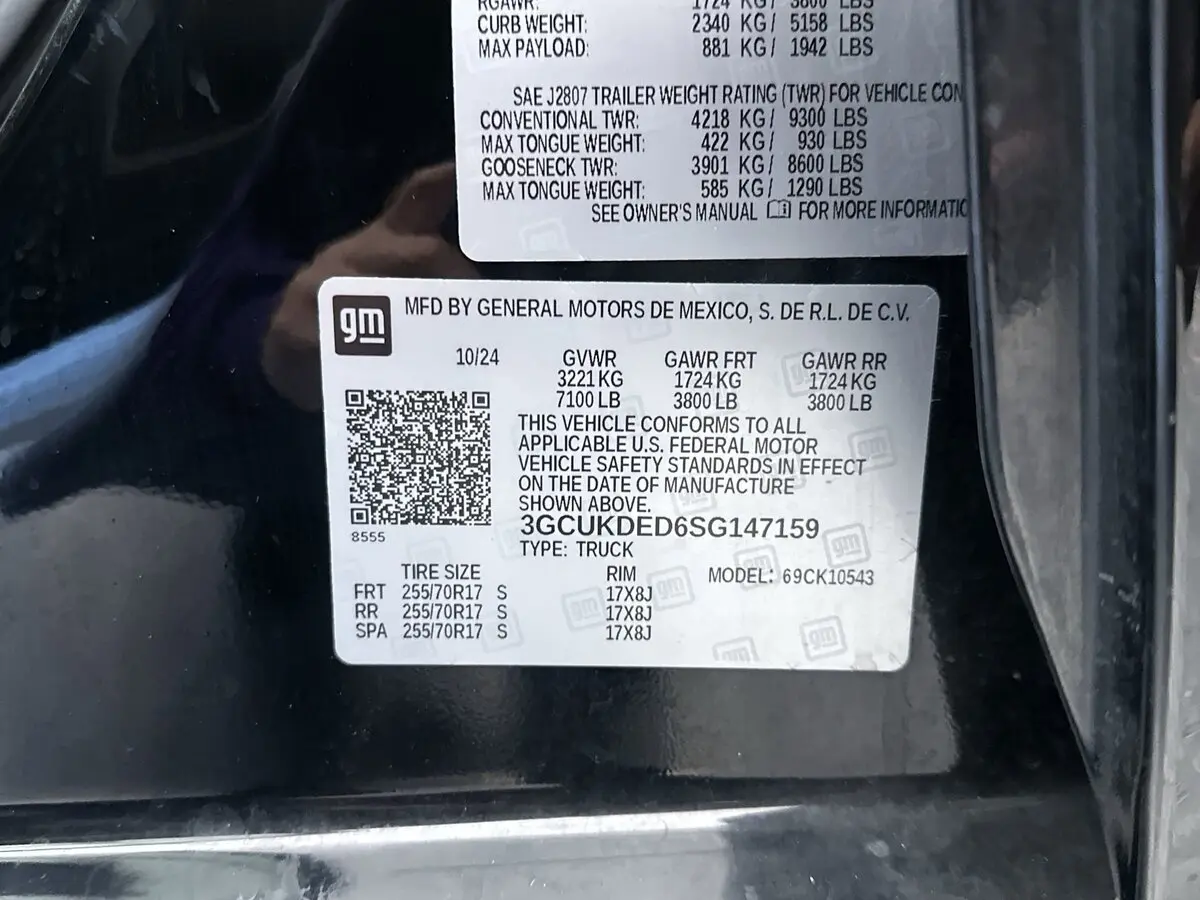 RGAWR: 1724 KG/ 3800 LBS
CURB WEIGHT: 2340 KG/ 5158 LBS
MAX PAYLOAD: 881 KG/ 1942 LBS
SAE J2807 TRAILER WEIGHT RATING (TWR) FOR VEHICLE CON
CONVENTIONAL TWR: 4218 KG/ 9300 LBS
MAX TONGUE WEIGHT: 422 KG/ 930 LBS
GOOSENECK TWR: 3901 KG/ 8600 LBS
MAX TONGUE WEIGHT: 585 KG/ 1290 LBS
SEE OWNER'S MANUAL FOR MORE INFORMATIO
gm MFD BY GENERAL MOTORS DE MEXICO, S. DE R.L. DE C.V.
10/24 GVWR GAWR FRT GAWR RR
3221 KG 1724 KG 1724 KG
7100 LB 3800 LB 3800 LB
THIS VEHICLE CONFORMS TO ALL
APPLICABLE U.S. FEDERAL MOTOR
VEHICLE SAFETY STANDARDS IN EFFECT
ON THE DATE OF MANUFACTURE
SHOWN ABOVE.
3GCUKDED6SG147159
8555
TYPE: TRUCK
TIRE SIZE RIM MODEL: 69CK10543
FRT 255/70R17 S 17X8J
RR 255/70R17 S 17X8J
SPA 255/70R17 S 17X8J